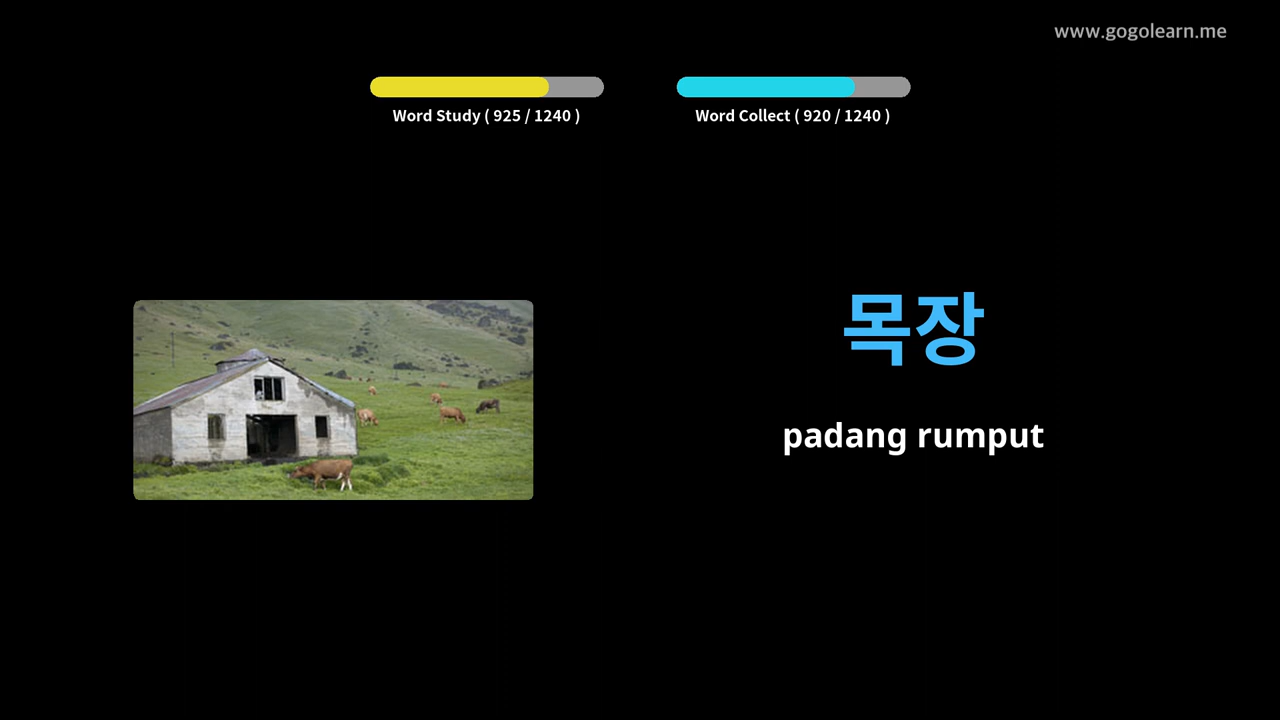 www.gogolearn.me
Word Study ( 925 / 1240 )
Word Collect ( 920 / 1240 )
목장
padang rumput